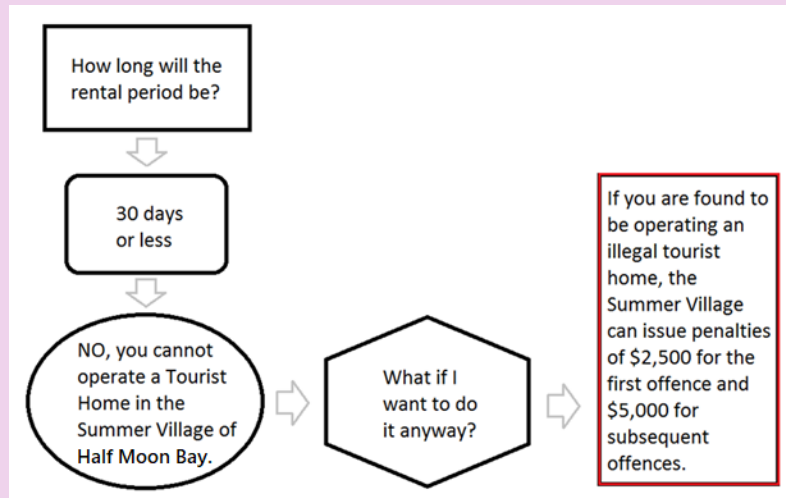 How long will the
rental period be?
30 days
or less
NO, you cannot
operate a Tourist
Home in the
Summer Village of
Half Moon Bay.
What if I
want to do
it anyway?
If you are found to
be operating an
illegal tourist
home, the
Summer Village
can issue penalties
of $2,500 for the
first offence and
$5,000 for
subsequent
offences.